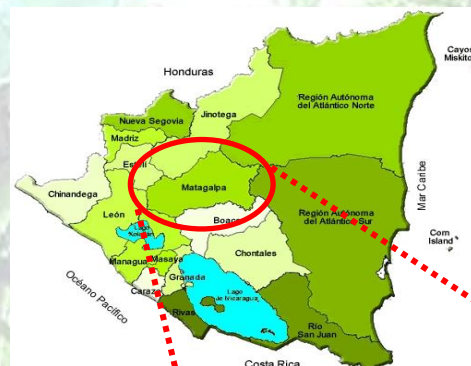 Cayos
Miskito
Honduras
Región Autónoma
del Atlántico Norte
Jinotega
Nueva Segovia
Madriz
Estelí
Chinandega
Matagalpa
Mar Caribe
León
Boaco
Región Autónoma
del Atlántico Sur
Corn
Island
Lago
Managua
Masaya
Chontales
Granada
Carazo
Océano Pacífico
Lago
de Nicaragua
Rivas
Río
San Juan
Costa Rica